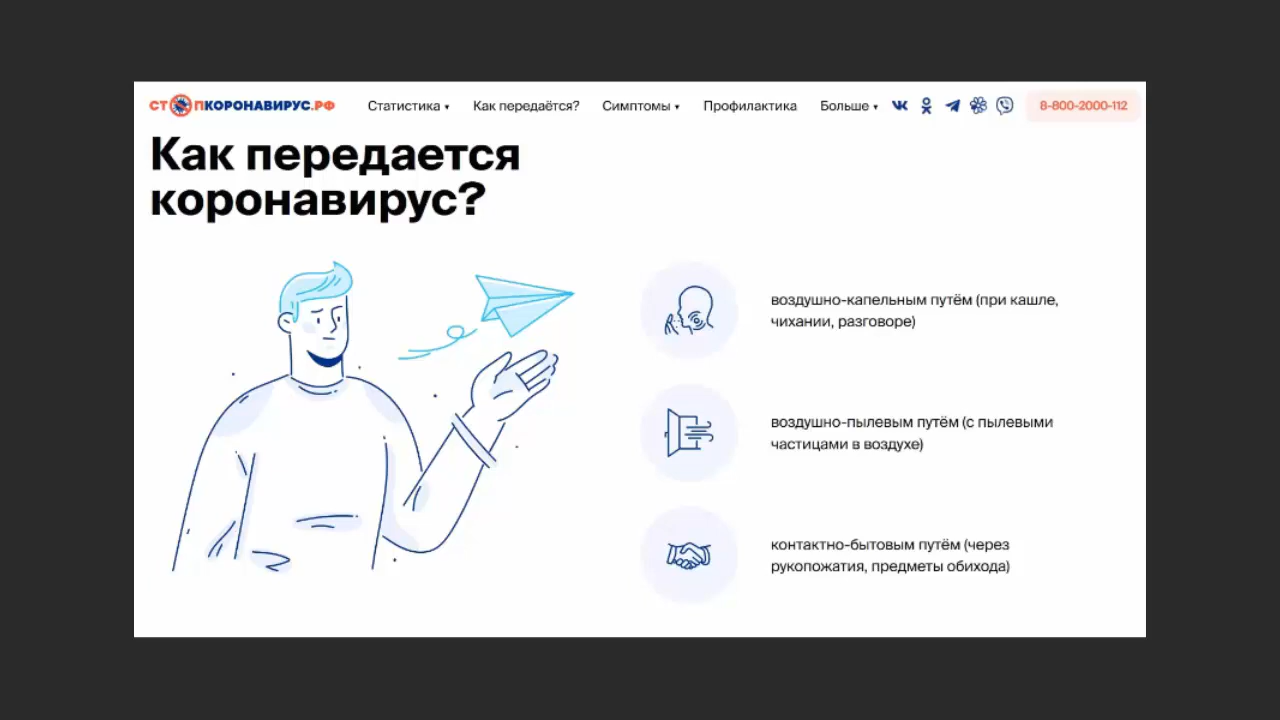 СТОПКОРОНАВИРУС.РФ Статистика Как передаётся? Симптомы Профилактика Больше 8-800-2000-112
Как передается
коронавирус?
воздушно-капельным путём (при кашле,
чихании, разговоре)
воздушно-пылевым путём (с пылевыми
частицами в воздухе)
контактно-бытовым путём (через
рукопожатия, предметы обихода)